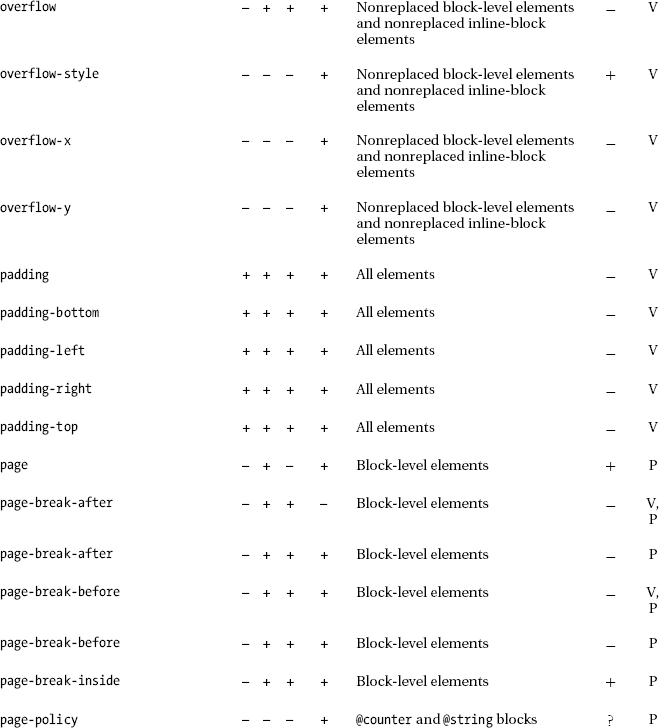 overflow – + + + Nonreplaced block-level elements – V
and nonreplaced inline-block
elements
overflow-style – – – + Nonreplaced block-level elements + V
and nonreplaced inline-block
elements
overflow-x – – – + Nonreplaced block-level elements – V
and nonreplaced inline-block
elements
overflow-y – – – + Nonreplaced block-level elements – V
and nonreplaced inline-block
elements
padding + + + + All elements – V
padding-bottom + + + + All elements – V
padding-left + + + + All elements – V
padding-right + + + + All elements – V
padding-top + + + + All elements – V
page – + – + Block-level elements + P
page-break-after – + + – Block-level elements – V,
P
page-break-after – + + + Block-level elements – P
page-break-before – + + + Block-level elements – V,
P
page-break-before – + + + Block-level elements – P
page-break-inside – + + + Block-level elements + P
page-policy – – – + @counter and @string blocks ? P